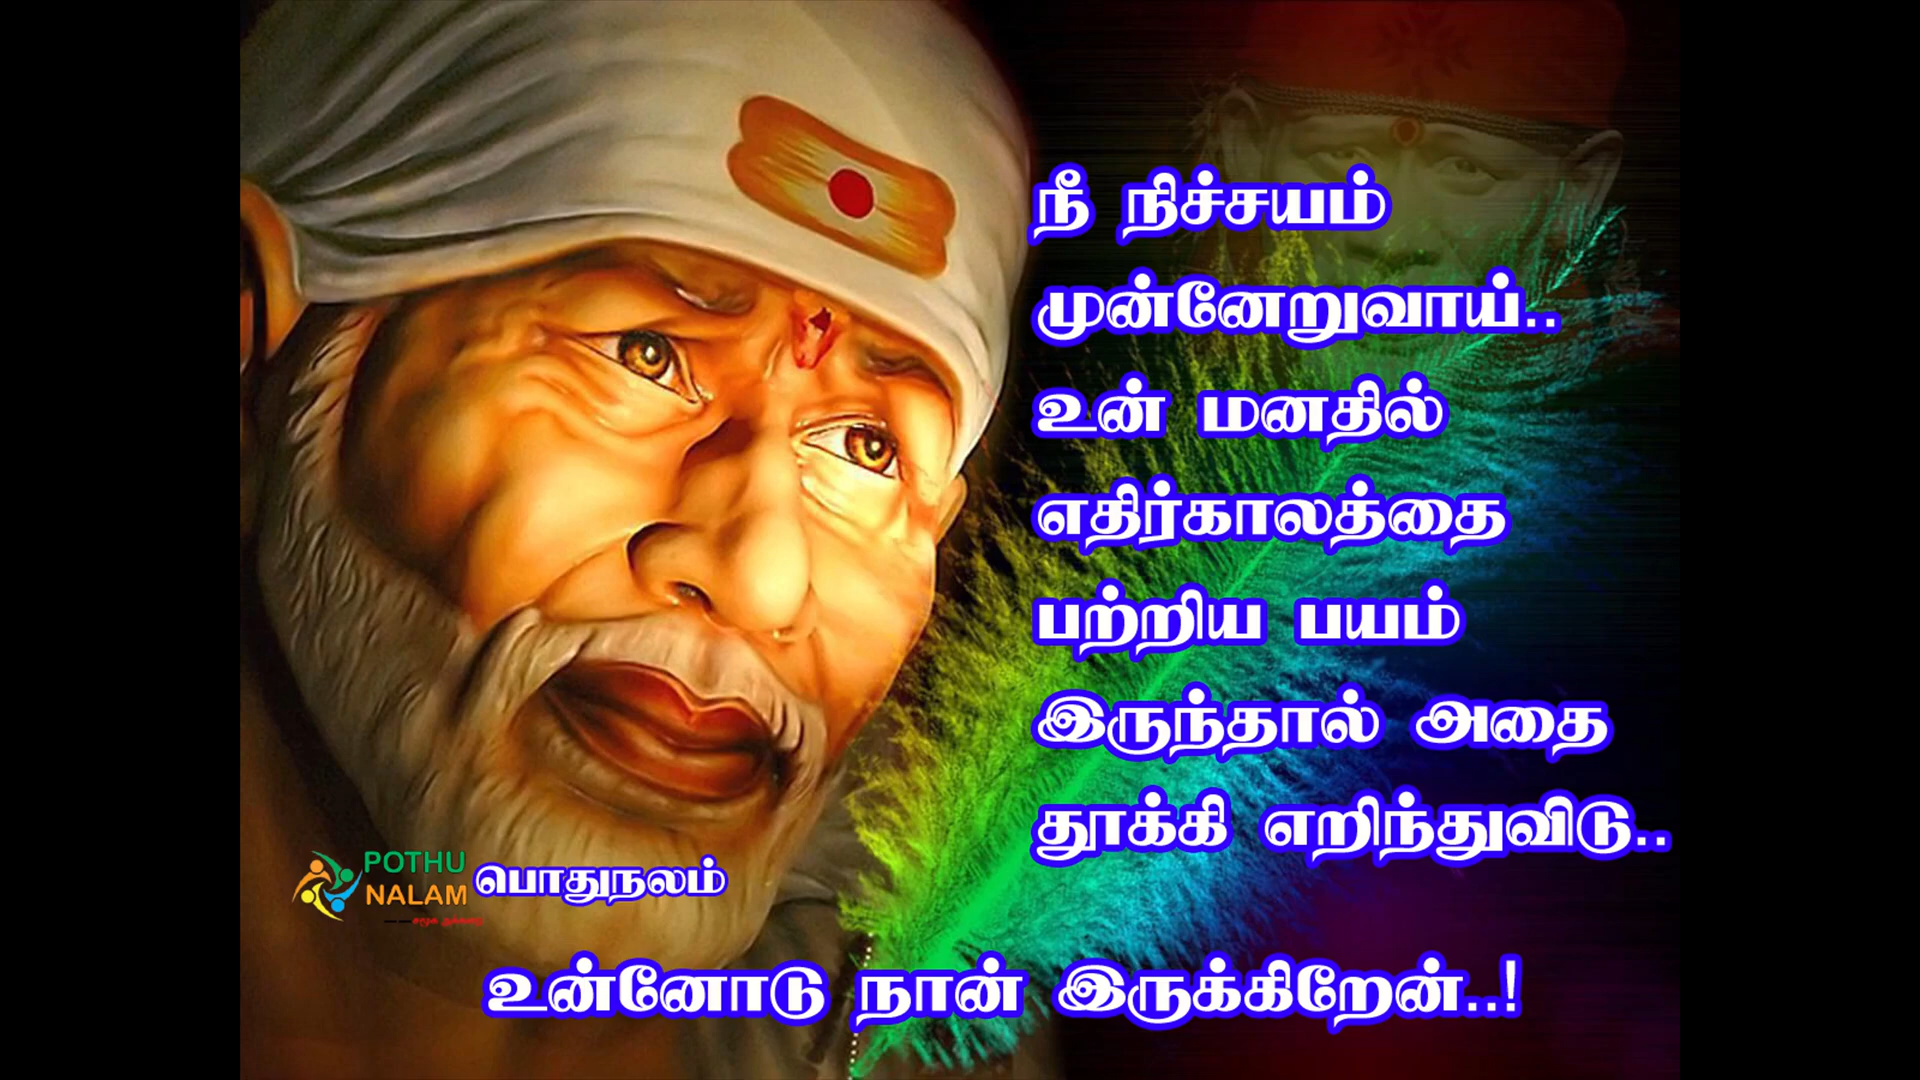 நீ நிச்சயம்
முன்னேறுவாய்..
உன் மனதில்
எதிர்காலத்தை
பற்றிய பயம்
இருந்தால் அதை
தூக்கி எறிந்துவிடு..
POTHU
NALAM
பொதுநலம்
உன்னோடு நான் இருக்கிறேன்..!